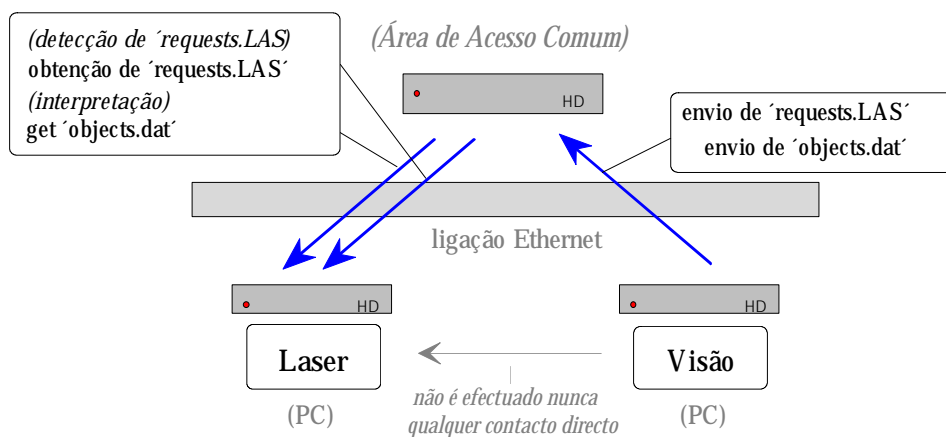 (detecção de ´requests.LAS)
obtenção de ´requests.LAS´
(interpretação)
get ´objects.dat´
(Área de Acesso Comum)
HD
envio de ´requests.LAS´
envio de ´objects.dat´
ligação Ethernet
HD
HD
Laser
Visão
(PC)
não é efectuado nunca
qualquer contacto directo
(PC)